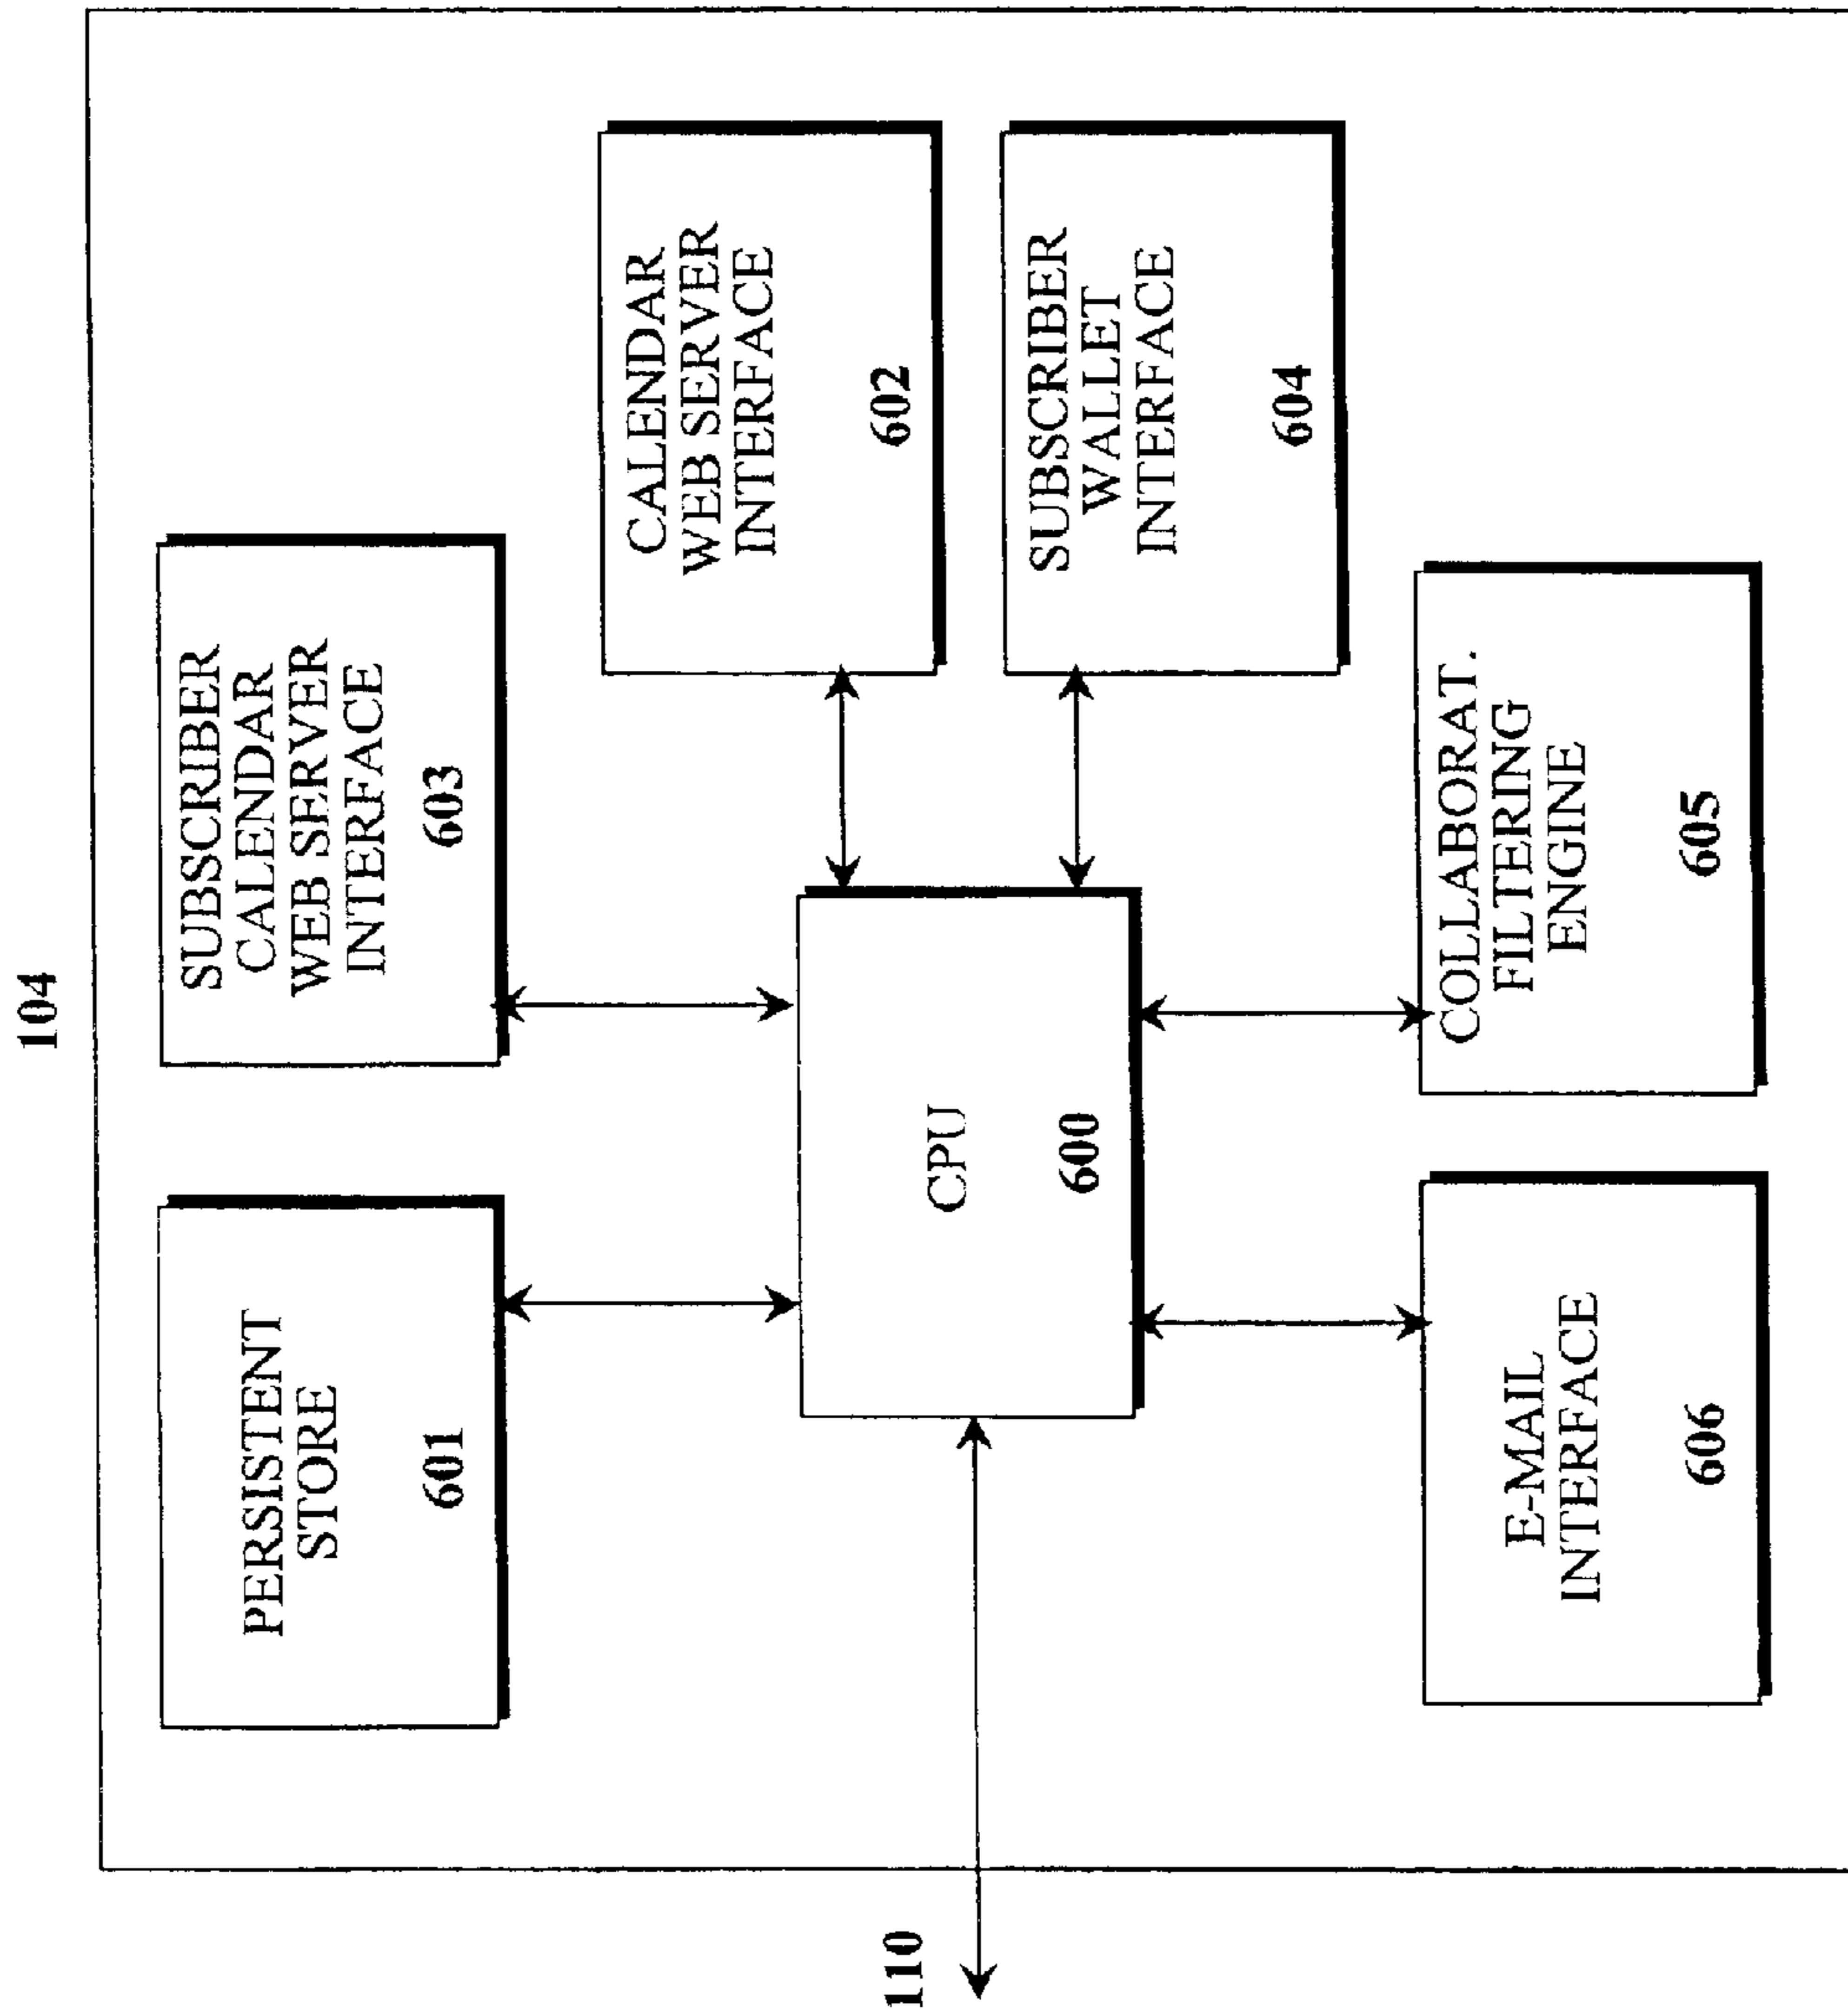 104
PERSISTENT
STORE
601
SUBSCRIBER
CALENDAR
WEB SERVER
INTERFACE
603
CALENDAR
WEB SERVER
INTERFACE
602
110
CPU
600
SUBSCRIBER
WALLET
INTERFACE
604
E-MAIL
INTERFACE
606
COLLABORAT.
FILTERING
ENGINE
605